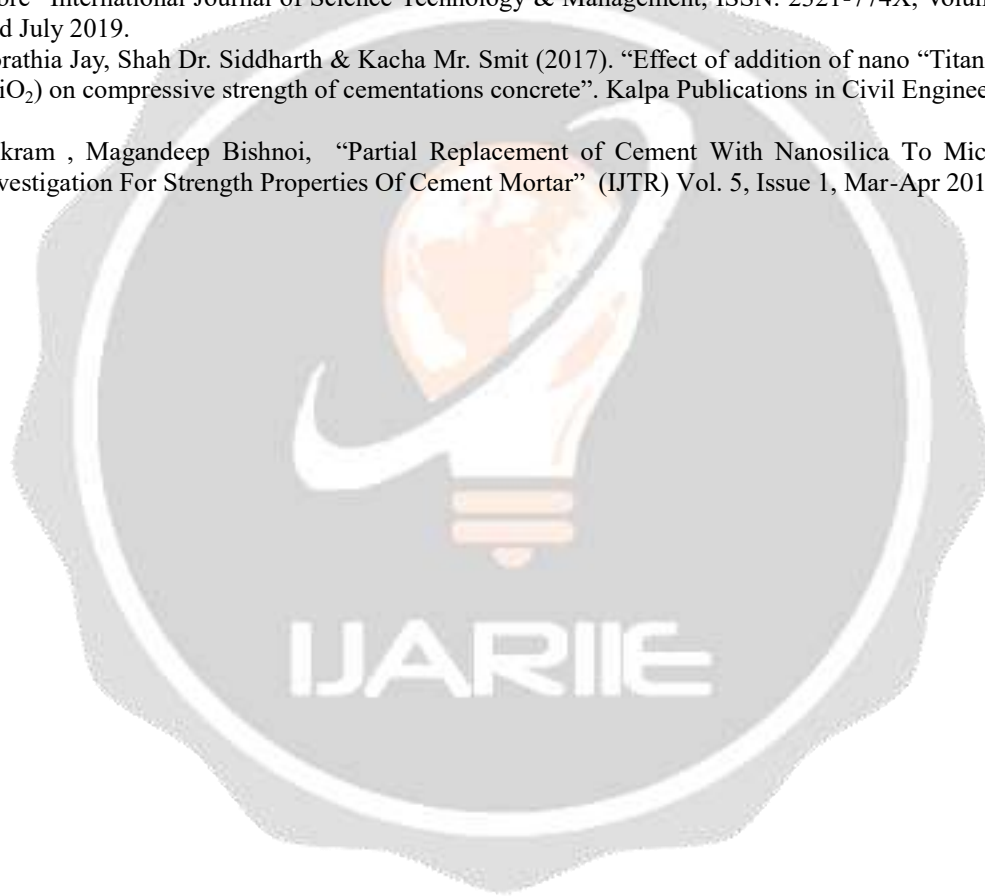 International Journal of Science Technology & Management, ISSN: 2321-774X,
July 2019.
Jay, Shah Dr. Siddharth & Kacha Mr. Smit (2017). “Effect of addition of nano “Titan
iO₂) on compressive strength of cementations concrete”. Kalpa Publications in Civil Enginee
kram , Magandeep Bishnoi, “Partial Replacement of Cement With Nanosilica To Mic
vestigation For Strength Properties Of Cement Mortar” (IJTR) Vol. 5, Issue 1, Mar-Apr 201
IJARIIE